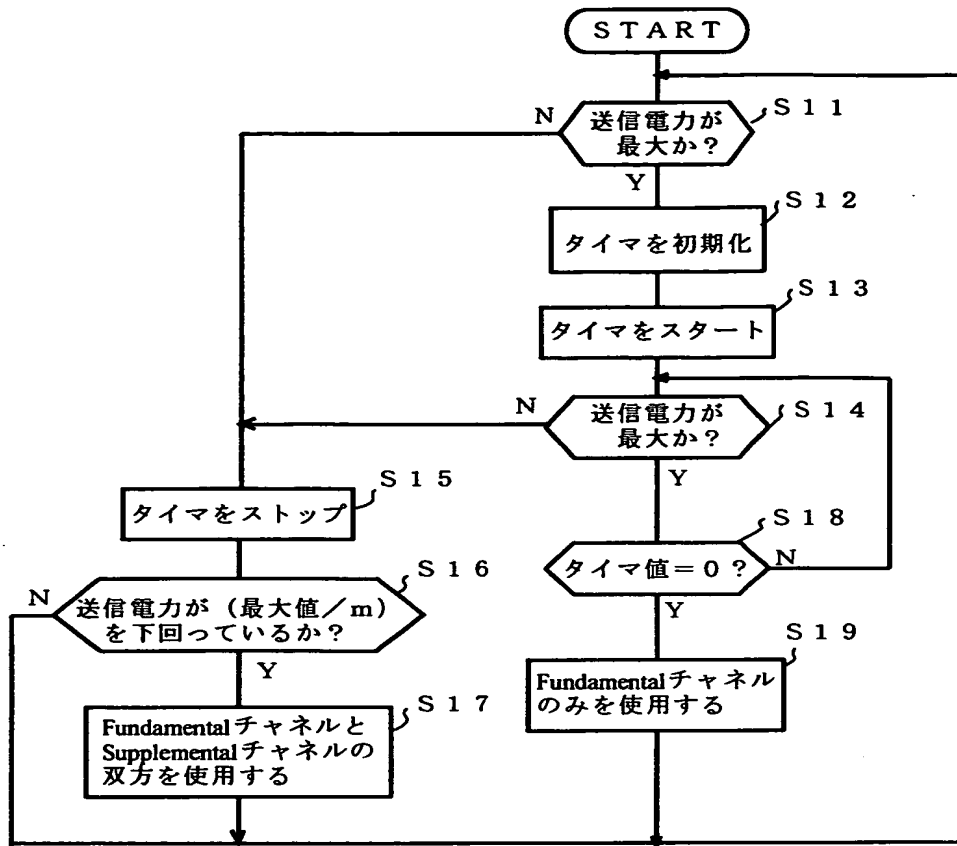 START
S11
N
送信電力が
最大か？
Y
S12
タイマを初期化
S13
タイマをスタート
N
送信電力が
最大か？
S14
Y
S15
タイマをストップ
S18
タイマ値＝0？
N
Y
S16
N
送信電力が（最大値／m）
を下回っているか？
Y
S19
Fundamentalチャネル
のみを使用する
S17
Fundamentalチャネルと
Supplementalチャネルの
双方を使用する